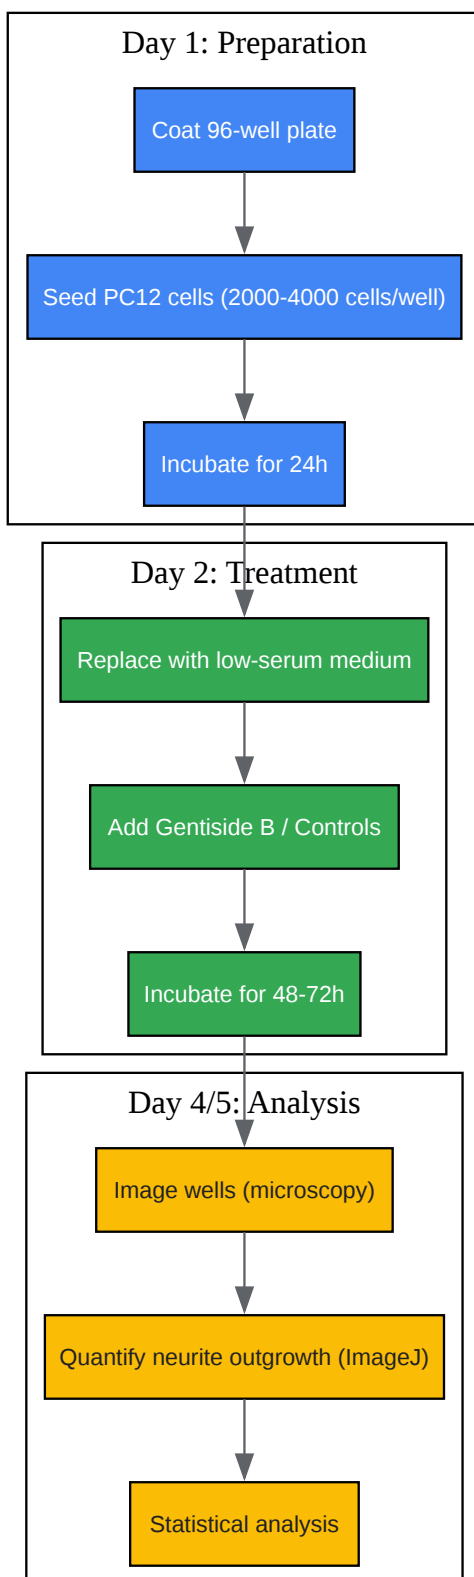 Day 1: Preparation
Coat 96-well plate
Seed PC12 cells (2000-4000 cells/well)
Incubate for 24h
Day 2: Treatment
Replace with low-serum medium
Add Gentiside B / Controls
Incubate for 48-72h
Day 4/5: Analysis
Image wells (microscopy)
Quantify neurite outgrowth (ImageJ)
Statistical analysis